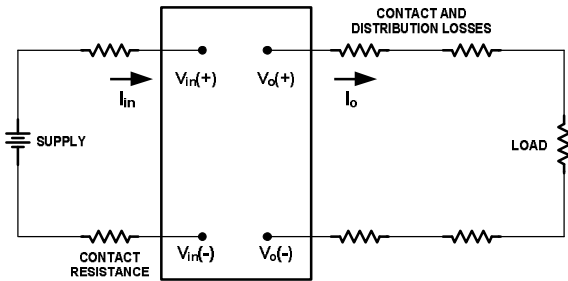 CONTACT AND
DISTRIBUTION LOSSES
Vin(+)
Vo(+)
Iin
Io
SUPPLY
LOAD
Vin(-)
Vo(-)
CONTACT
RESISTANCE